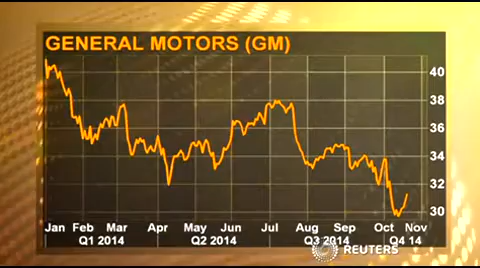 GENERAL MOTORS (GM)
40
38
36
34
32
30
Jan Feb Mar Apr May Jun Jul Aug Sep Oct Nov
Q1 2014 Q2 2014 Q3 2014 Q4 14
REUTERS